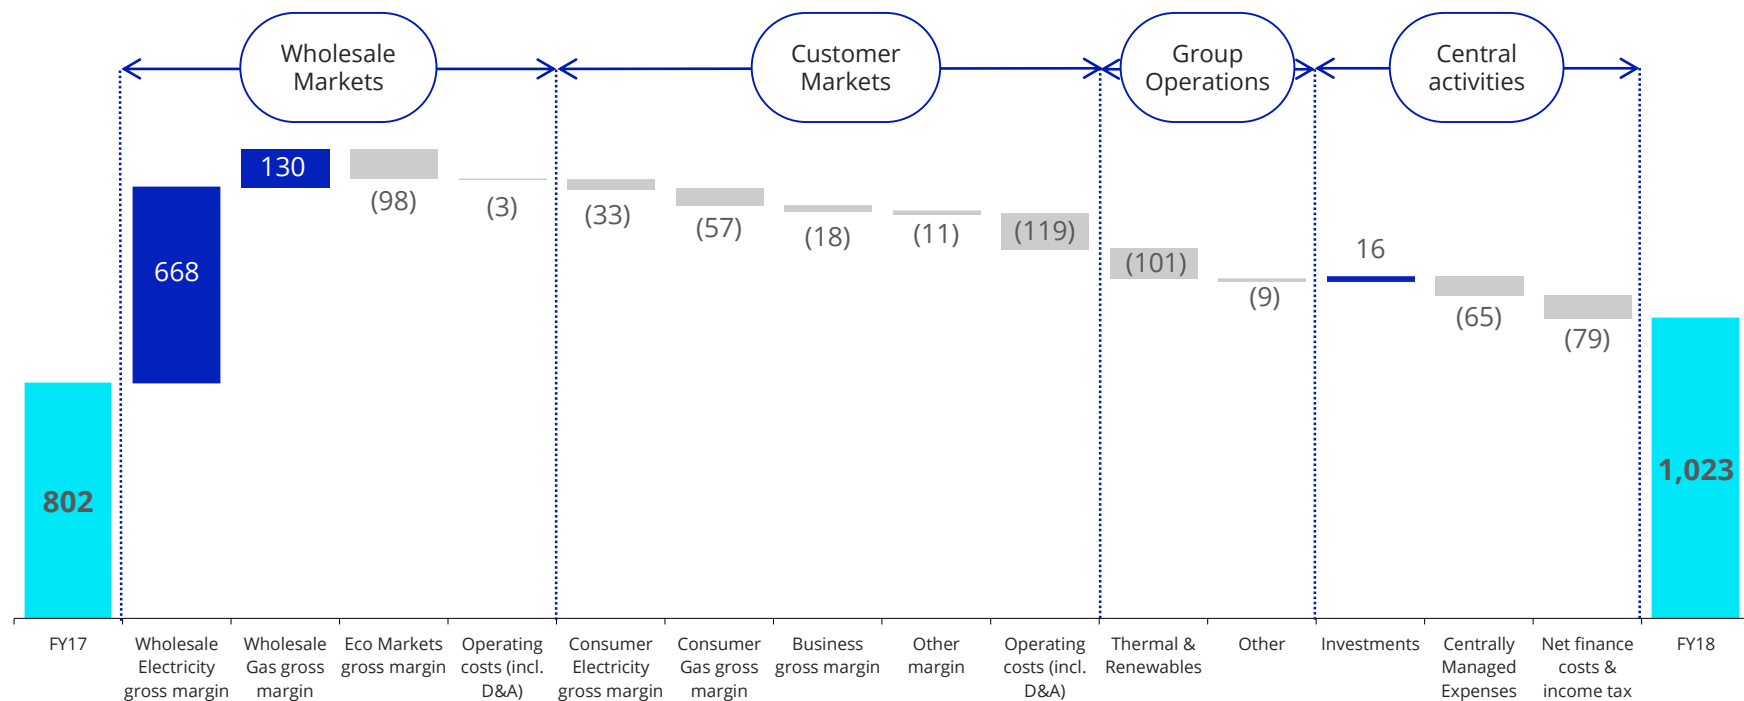 Wholesale
Markets
Customer
Markets
Group
Operations
Central
activities
802
668
130
(98)
(3)
(33)
(57)
(18)
(11)
(119)
(101)
(9)
16
(65)
(79)
1,023
FY17
Wholesale
Electricity
gross margin
Wholesale
Gas gross
margin
Eco Markets
gross margin
Operating
costs (incl.
D&A)
Consumer
Electricity
gross margin
Consumer
Gas gross
margin
Business
gross margin
Other
margin
Operating
costs (incl.
D&A)
Thermal &
Renewables
Other
Investments
Centrally
Managed
Expenses
Net finance
costs &
income tax
FY18